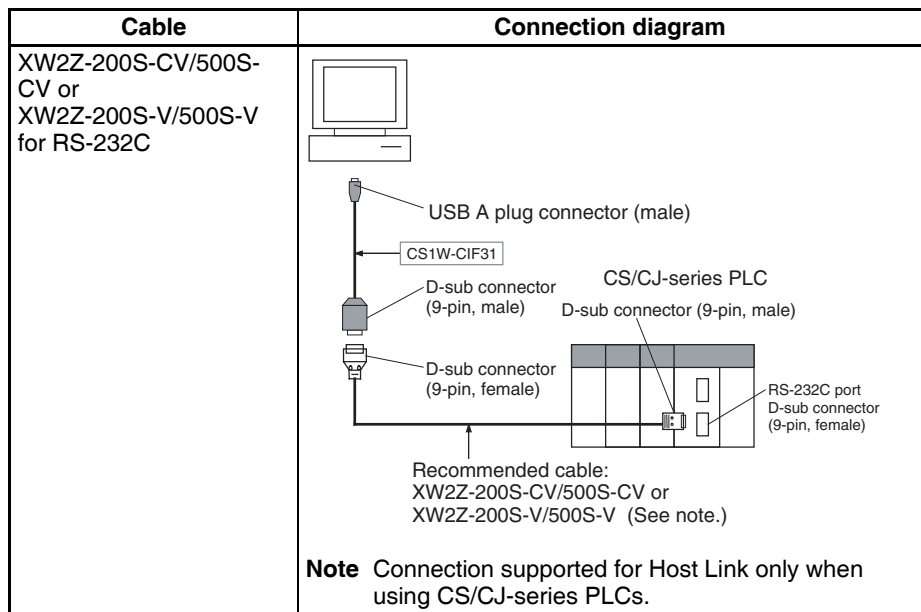 Cable
Connection diagram
XW2Z-200S-CV/500S-
CV or
XW2Z-200S-V/500S-V
for RS-232C
USB A plug connector (male)
CS1W-CIF31
D-sub connector
(9-pin, male)
CS/CJ-series PLC
D-sub connector (9-pin, male)
D-sub connector
(9-pin, female)
RS-232C port
D-sub connector
(9-pin, female)
Recommended cable:
XW2Z-200S-CV/500S-CV or
XW2Z-200S-V/500S-V (See note.)
Note Connection supported for Host Link only when
using CS/CJ-series PLCs.